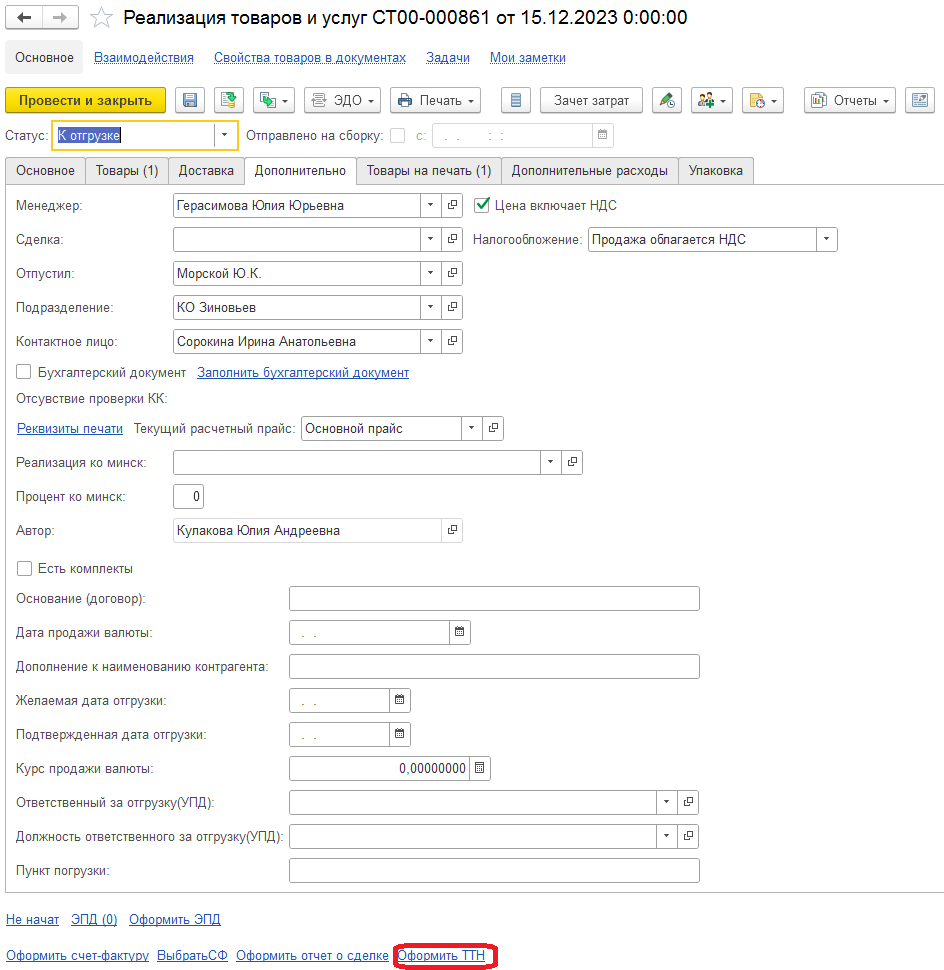 Реализация товаров и услуг СТ00-000861 от 15.12.2023 0:00:00
Основное Взаимодействия Свойства товаров в документах Задачи Мои заметки
Провести и закрыть ЭДО Печать Зачет затрат Отчеты
Статус: К отгрузке Отправлено на сборку: с: . . : :
Основное Товары (1) Доставка Дополнительно Товары на печать (1) Дополнительные расходы Упаковка
Менеджер: Герасимова Юлия Юрьевна Цена включает НДС
Сделка: Налогообложение: Продажа облагается НДС
Отпустил: Морской Ю.К.
Подразделение: КО Зиновьев
Контактное лицо: Сорокина Ирина Анатольевна
Бухгалтерский документ Заполнить бухгалтерский документ
Отсувствие проверки КК:
Реквизиты печати Текущий расчетный прайс: Основной прайс
Реализация ко минск:
Процент ко минск: 0
Автор: Кулакова Юлия Андреевна
Есть комплекты
Основание (договор):
Дата продажи валюты: . .
Дополнение к наименованию контрагента:
Желаемая дата отгрузки: . .
Подтвержденная дата отгрузки: . .
Курс продажи валюты: 0,00000000
Ответственный за отгрузку(УПД):
Должность ответственного за отгрузку(УПД):
Пункт погрузки:
Не начат ЭПД (0) Оформить ЭПД
Оформить счет-фактуру ВыбратьСФ Оформить отчет о сделке Оформить ТТН